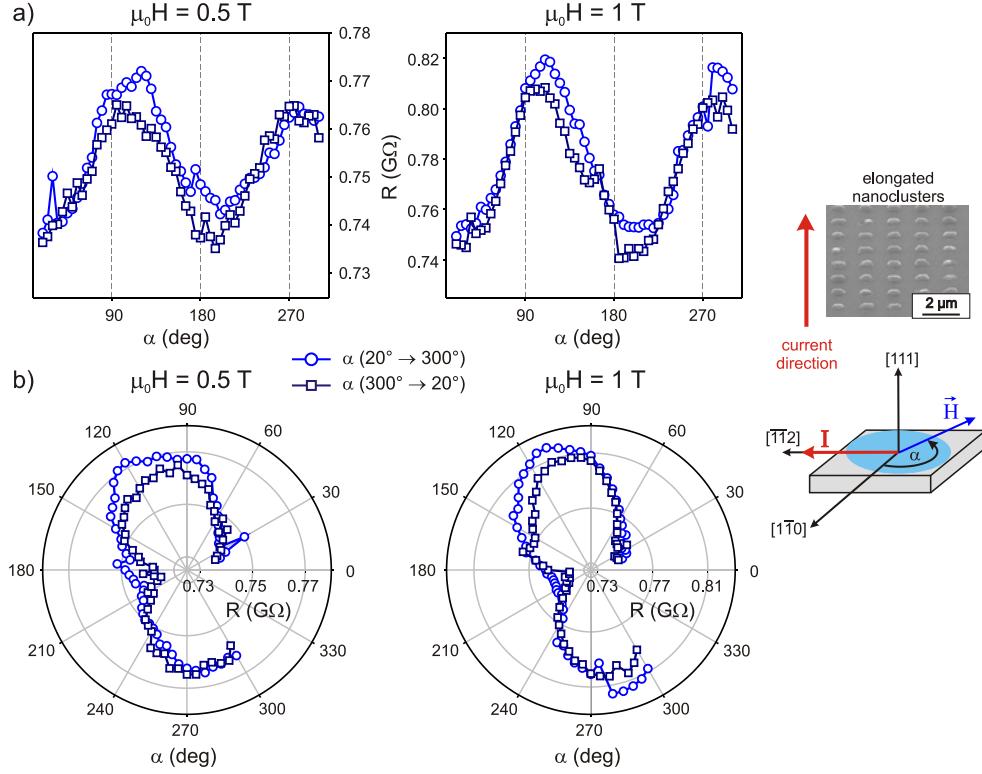 a)
μ₀H = 0.5 T
μ₀H = 1 T
0.78
0.77
0.76
0.75
0.74
0.73
R (GΩ)
0.82
0.80
0.78
0.76
0.74
90
180
270
α (deg)
90
180
270
α (deg)
elongated
nanoclusters
2 µm
current
direction
α (20° → 300°)
α (300° → 20°)
b)
μ₀H = 0.5 T
μ₀H = 1 T
90
120
60
150
30
180
0
0.73
0.75
0.77
R (GΩ)
210
330
240
300
270
α (deg)
90
120
60
150
30
180
0
0.73
0.77
0.81
R (GΩ)
210
330
240
300
270
α (deg)
[111]
H⃗
[1̅1̅2]
I
α
[11̅0]